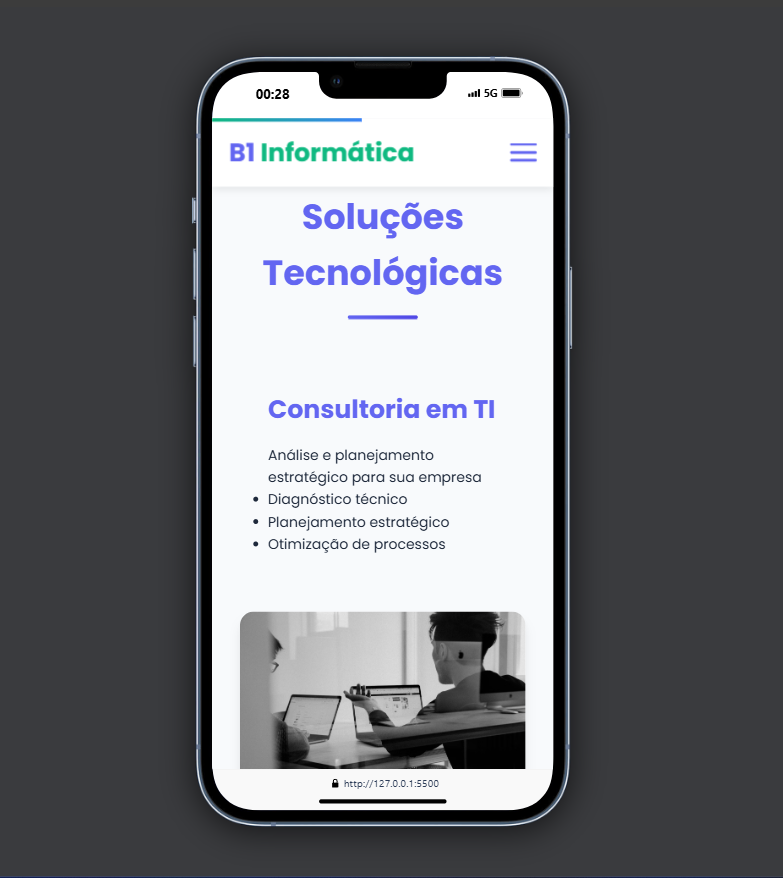 00:28 5G
B1 Informática
Soluções
Tecnológicas
Consultoria em TI
Análise e planejamento
estratégico para sua empresa
• Diagnóstico técnico
• Planejamento estratégico
• Otimização de processos
http://127.0.0.1:5500